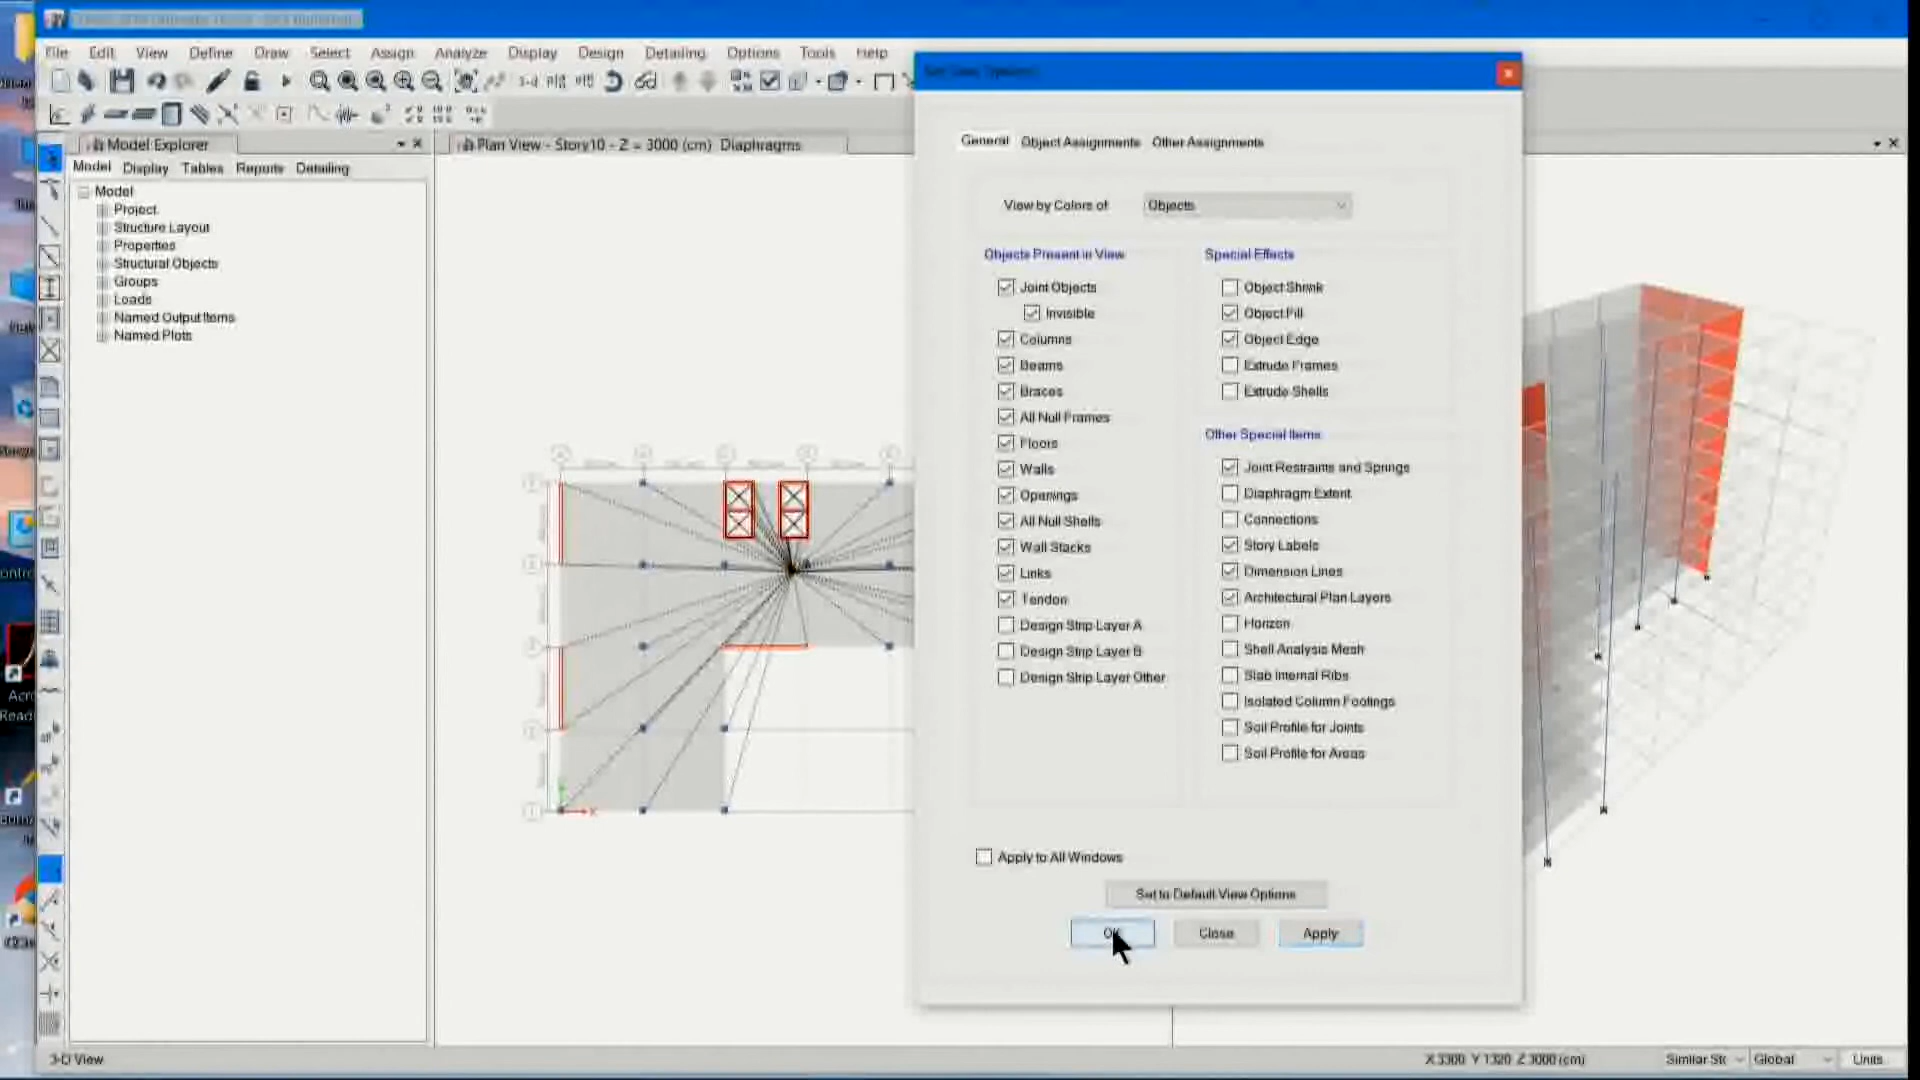 File Edit View Define Draw Select Assign Analyze Display Design Detailing Options Tools Help
Model Explorer
Plan View - Story10 - Z = 3000 (cm) Diaphragms
Model Display Tables Reports Detailing
Model
Project
Structure Layout
Properties
Structural Objects
Groups
Loads
Named Output Items
Named Plots
General Object Assignments Other Assignments
View by Colors of Objects
Objects Present in View
Joint Objects
Invisible
Columns
Beams
Braces
All Null Frames
Floors
Walls
Openings
All Null Shells
Wall Stacks
Links
Tendon
Design Strip Layer A
Design Strip Layer B
Design Strip Layer Other
Special Effects
Object Shrink
Object Fill
Object Edge
Extrude Frames
Extrude Shells
Other Special Items
Joint Restraints and Springs
Diaphragm Extent
Connections
Story Labels
Dimension Lines
Architectural Plan Layers
Horizon
Shell Analysis Mesh
Slab Internal Ribs
Isolated Column Footings
Soil Profile for Joints
Soil Profile for Areas
Apply to All Windows
Set to Default View Options
OK Close Apply
X
3-D View
X 3300 Y 1320 Z 3000 (cm)
Similar Sto Global Units